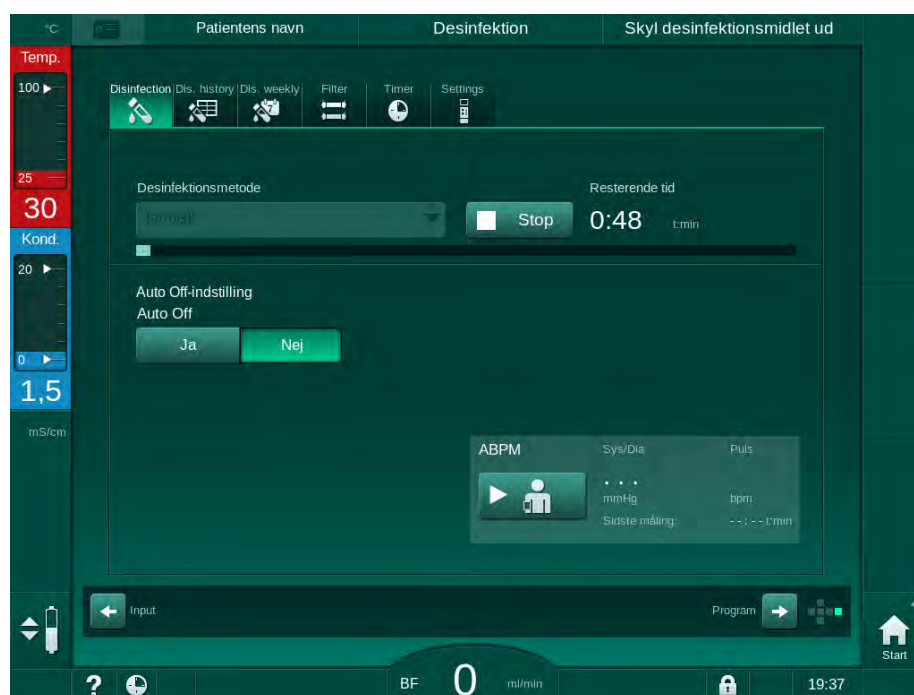 °C
Patientens navn
Desinfektion
Skyl desinfektionsmidlet ud
Temp.
100
25
30
Kond.
20
0
1,5
mS/cm
Disinfection
Dis. history
Dis. weekly
Filter
Timer
Settings
7
Desinfektionsmetode
Stop
Resterende tid
0:48 t:min
Auto Off-indstilling
Auto Off
Ja
Nej
ABPM
Sys/Dia
Puls
. . .
mmHg
bpm
Sidste måling:
--:-- t:min
Input
Program
Start
?
BF 0 ml/min
19:37